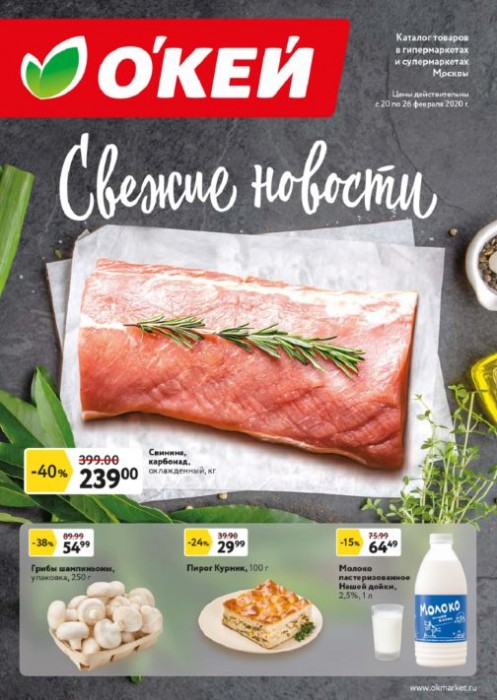 О'КЕЙ
Каталог товаров
в гипермаркетах
и супермаркетах
Москвы
Цены действительны
с 20 по 26 февраля 2020 г.
Свежие новости
-40%
399.00
239 00
Свинина,
карбонад,
охлажденный, кг
-38%
89.99
54 99
Грибы шампиньоны,
упаковка, 250 г
-24%
39.90
29 99
Пирог Курник, 100 г
-15%
75.99
64 49
Молоко
пастеризованное
Нашей дойки,
2,5%, 1 л
Молоко
www.okmarket.ru